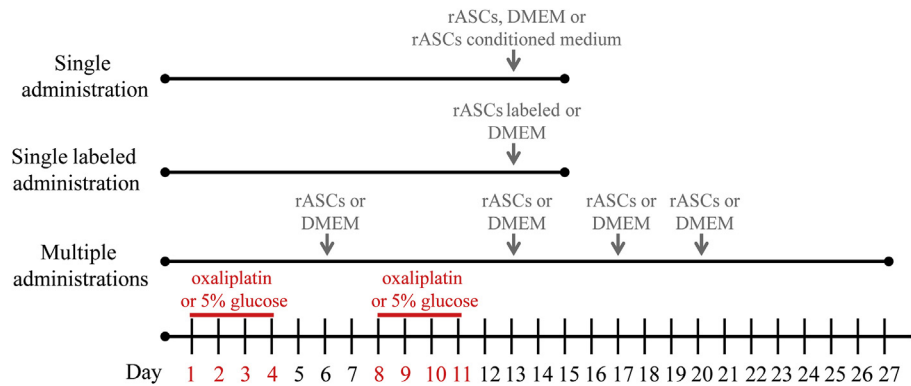 rASCs, DMEM or
rASCs conditioned medium
Single
administration
rASCs labeled or
DMEM
Single labeled
administration
rASCs or
DMEM
rASCs or
DMEM
rASCs or
DMEM
rASCs or
DMEM
Multiple
administrations
oxaliplatin
or 5% glucose
oxaliplatin
or 5% glucose
Day 1 2 3 4 5 6 7 8 9 10 11 12 13 14 15 16 17 18 19 20 21 22 23 24 25 26 27